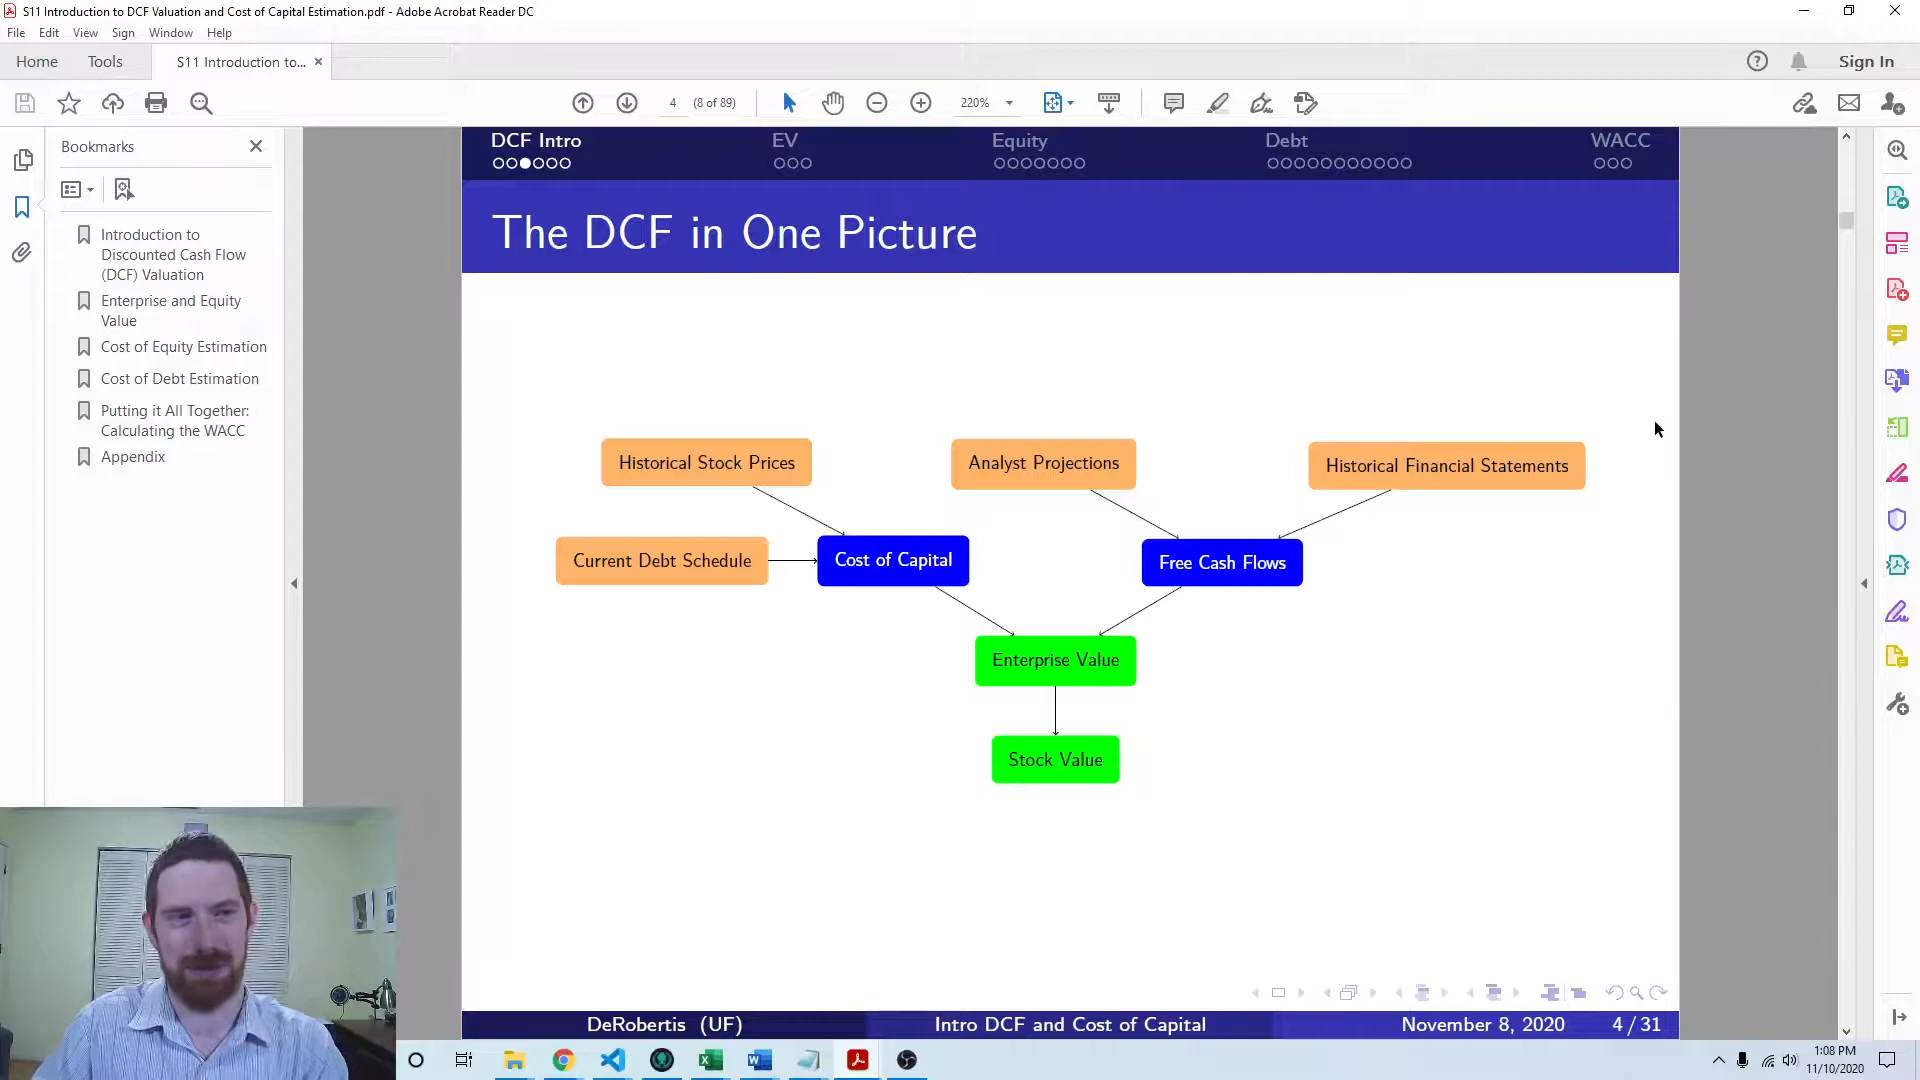 S11 Introduction to DCF Valuation and Cost of Capital Estimation.pdf - Adobe Acrobat Reader DC
File Edit View Sign Window Help
Home Tools S11 Introduction to... ×
Sign In
4 (8 of 89)
220%
Bookmarks
Introduction to
Discounted Cash Flow
(DCF) Valuation
Enterprise and Equity
Value
Cost of Equity Estimation
Cost of Debt Estimation
Putting it All Together:
Calculating the WACC
Appendix
DCF Intro EV Equity Debt WACC
The DCF in One Picture
Historical Stock Prices
Analyst Projections
Historical Financial Statements
Current Debt Schedule
Cost of Capital
Free Cash Flows
Enterprise Value
Stock Value
DeRobertis (UF) Intro DCF and Cost of Capital November 8, 2020 4 / 31
1:08 PM
11/10/2020